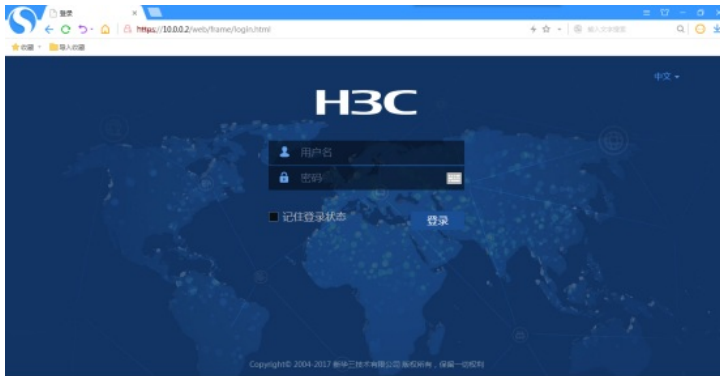 登录
https://10.0.0.2/web/frame/login.html
收藏
导入收藏
中文
H3C
用户名
密码
记住登录状态
登录
Copyright© 2004-2017 新华三技术有限公司 版权所有，保留一切权利